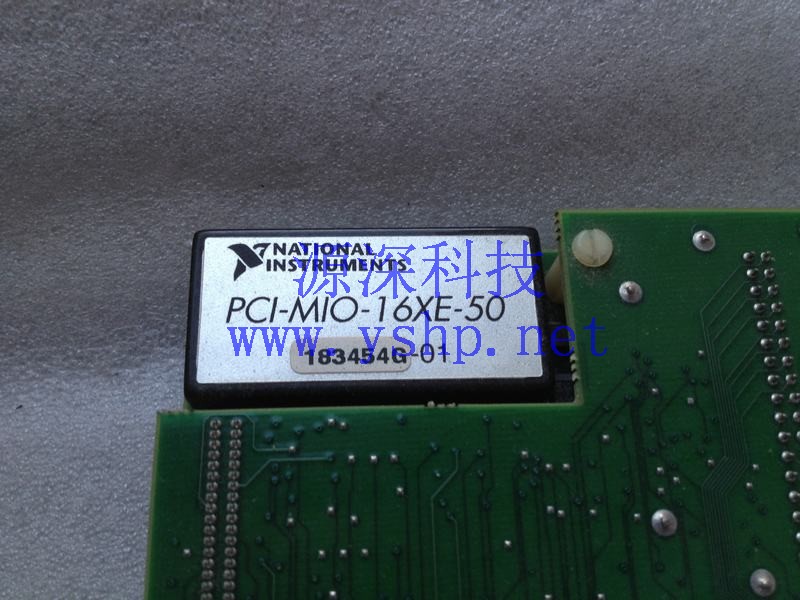 NATIONAL
INSTRUMENTS
源深科技
PCI-MIO-16XE-50
www.yshp.net
183454G-01